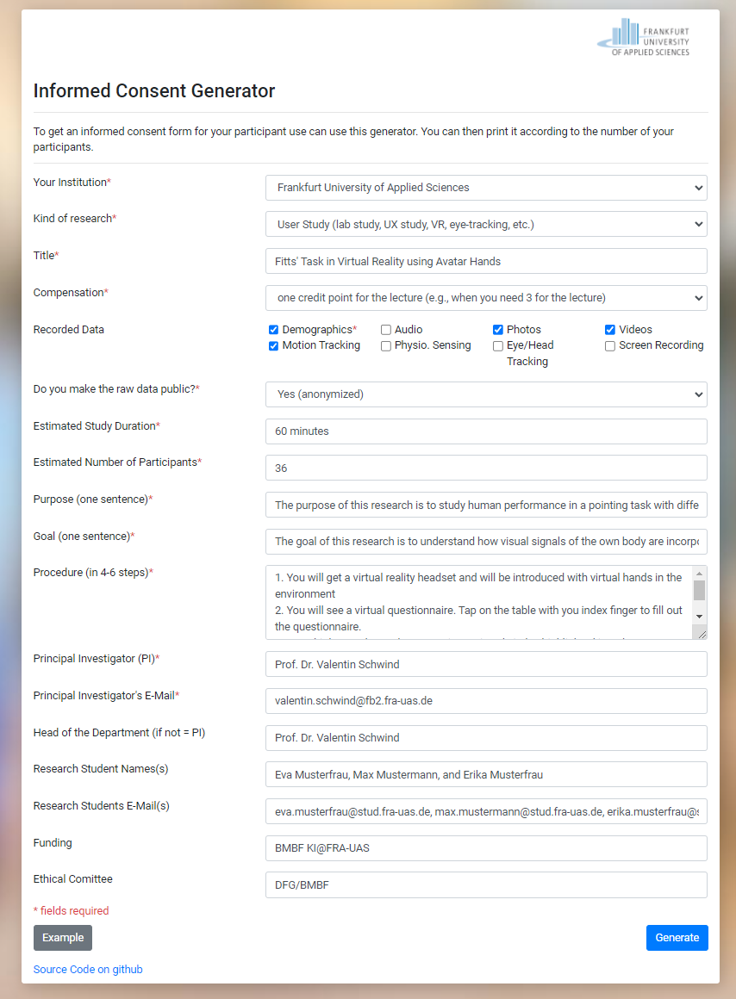 FRANKFURT
UNIVERSITY
OF APPLIED SCIENCES
Informed Consent Generator
To get an informed consent form for your participant use can use this generator. You can then print it according to the number of your
participants.
Your Institution*
Frankfurt University of Applied Sciences
Kind of research*
User Study (lab study, UX study, VR, eye-tracking, etc.)
Title*
Fitts' Task in Virtual Reality using Avatar Hands
Compensation*
one credit point for the lecture (e.g., when you need 3 for the lecture)
Recorded Data
Demographics* Audio Photos Videos
Motion Tracking Physio. Sensing Eye/Head Screen Recording
Tracking
Do you make the raw data public?*
Yes (anonymized)
Estimated Study Duration*
60 minutes
Estimated Number of Participants*
36
Purpose (one sentence)*
The purpose of this research is to study human performance in a pointing task with diffe
Goal (one sentence)*
The goal of this research is to understand how visual signals of the own body are incorpo
Procedure (in 4-6 steps)*
1. You will get a virtual reality headset and will be introduced with virtual hands in the
environment
2. You will see a virtual questionnaire. Tap on the table with you index finger to fill out
the questionnaire.
Principal Investigator (PI)*
Prof. Dr. Valentin Schwind
Principal Investigator's E-Mail*
valentin.schwind@fb2.fra-uas.de
Head of the Department (if not = PI)
Prof. Dr. Valentin Schwind
Research Student Names(s)
Eva Musterfrau, Max Mustermann, and Erika Musterfrau
Research Students E-Mail(s)
eva.musterfrau@stud.fra-uas.de, max.mustermann@stud.fra-uas.de, erika.musterfrau@s
Funding
BMBF KI@FRA-UAS
Ethical Comittee
DFG/BMBF
* fields required
Example
Generate
Source Code on github